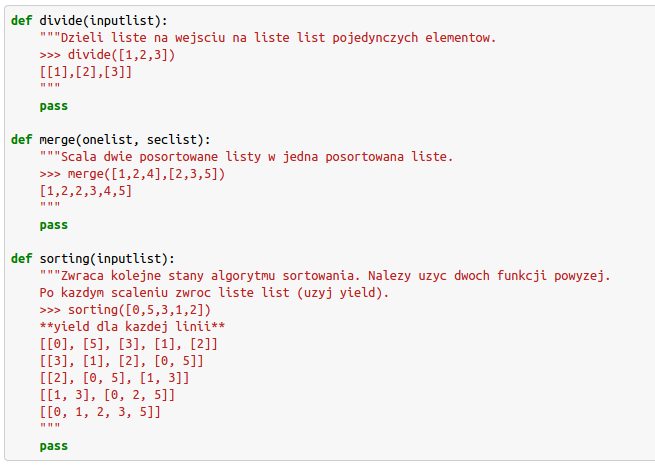 def divide(inputlist):
    """Dzieli liste na wejsciu na liste list pojedynczych elementow.
    >>> divide([1,2,3])
    [[1],[2],[3]]
    """
    pass

def merge(onelist, seclist):
    """Scala dwie posortowane listy w jedna posortowana liste.
    >>> merge([1,2,4],[2,3,5])
    [1,2,2,3,4,5]
    """
    pass

def sorting(inputlist):
    """Zwraca kolejne stany algorytmu sortowania. Nalezy uzyc dwoch funkcji powyzej.
    Po kazdym scaleniu zwroc liste list (uzyj yield).
    >>> sorting([0,5,3,1,2])
    **yield dla kazdej linii**
    [[0], [5], [3], [1], [2]]
    [[3], [1], [2], [0, 5]]
    [[2], [0, 5], [1, 3]]
    [[1, 3], [0, 2, 5]]
    [[0, 1, 2, 3, 5]]
    """
    pass